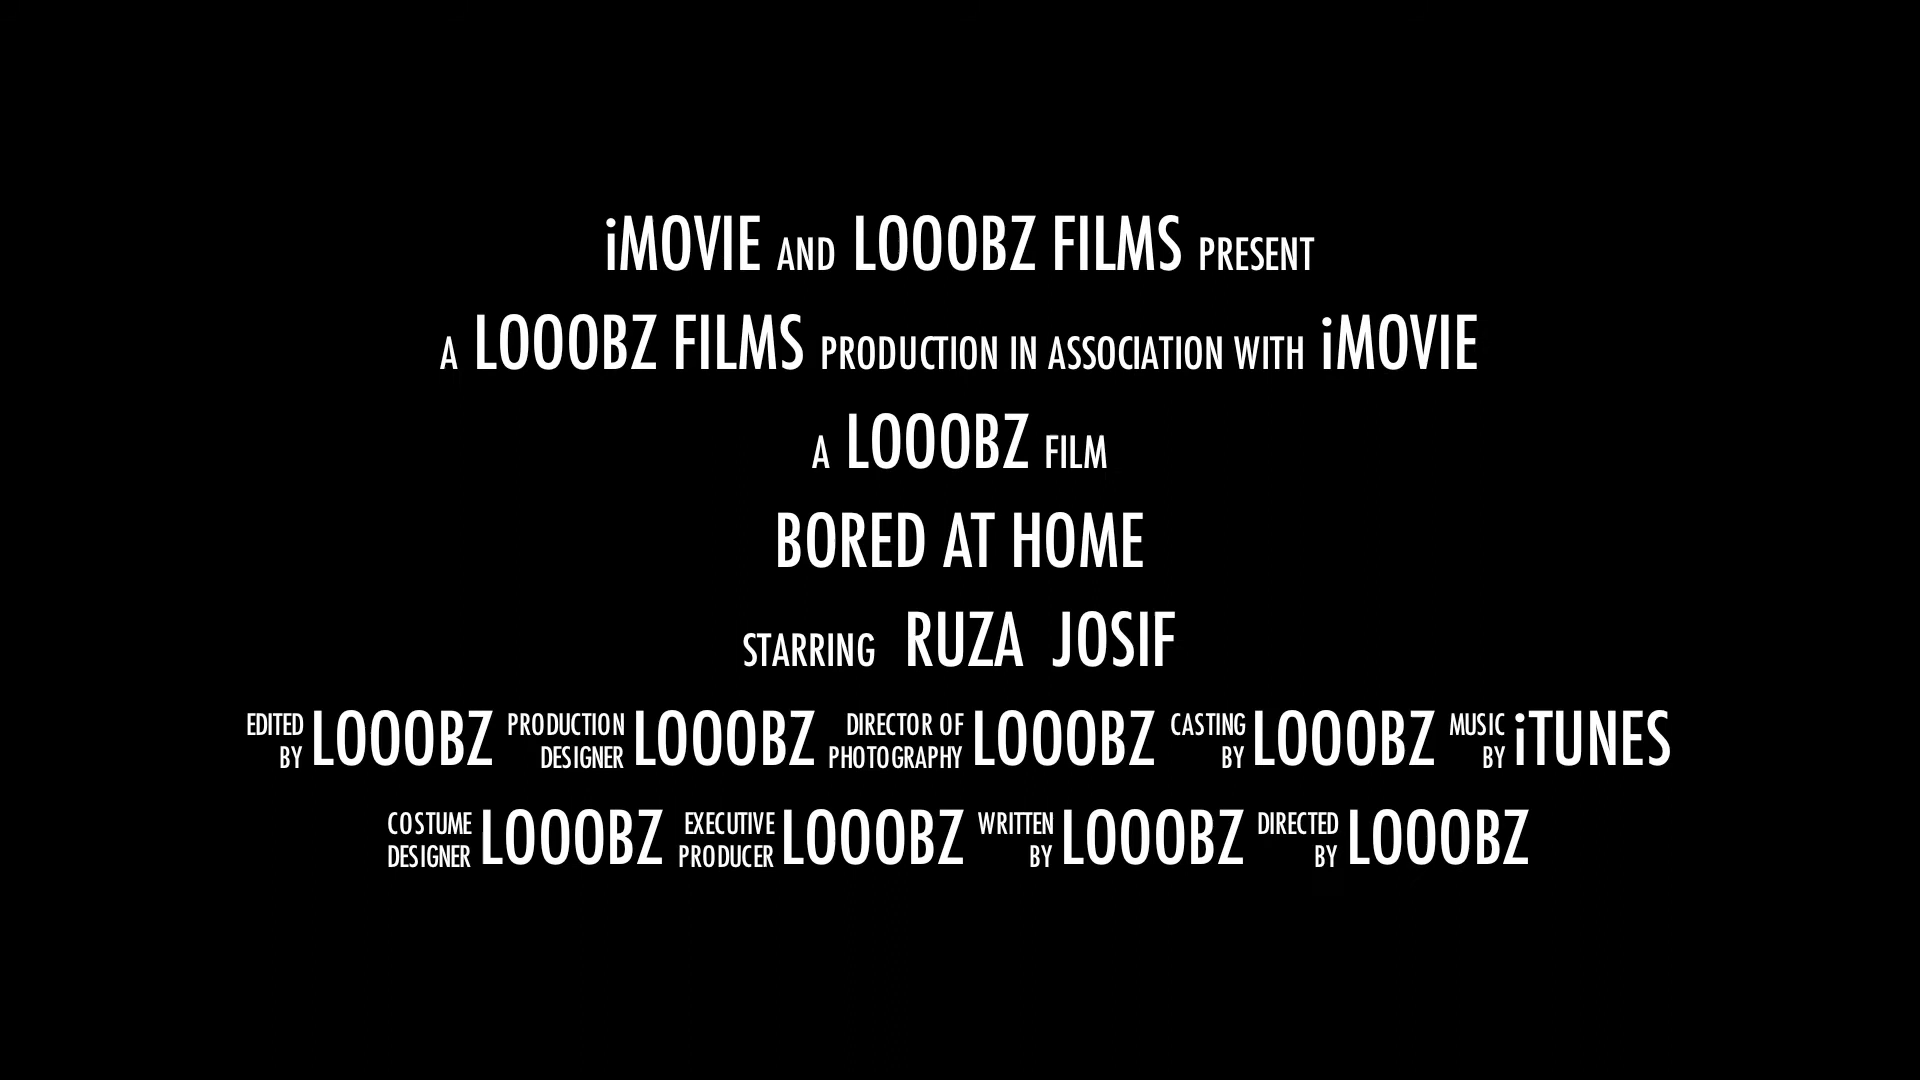 iMOVIE AND LOOOBZ FILMS PRESENT
A LOOOBZ FILMS PRODUCTION IN ASSOCIATION WITH iMOVIE
A LOOOBZ FILM
BORED AT HOME
STARRING RUZA JOSIF
EDITED BY LOOOBZ PRODUCTION DESIGNER LOOOBZ DIRECTOR OF PHOTOGRAPHY LOOOBZ CASTING BY LOOOBZ MUSIC BY iTUNES
COSTUME DESIGNER LOOOBZ EXECUTIVE PRODUCER LOOOBZ WRITTEN BY LOOOBZ DIRECTED BY LOOOBZ